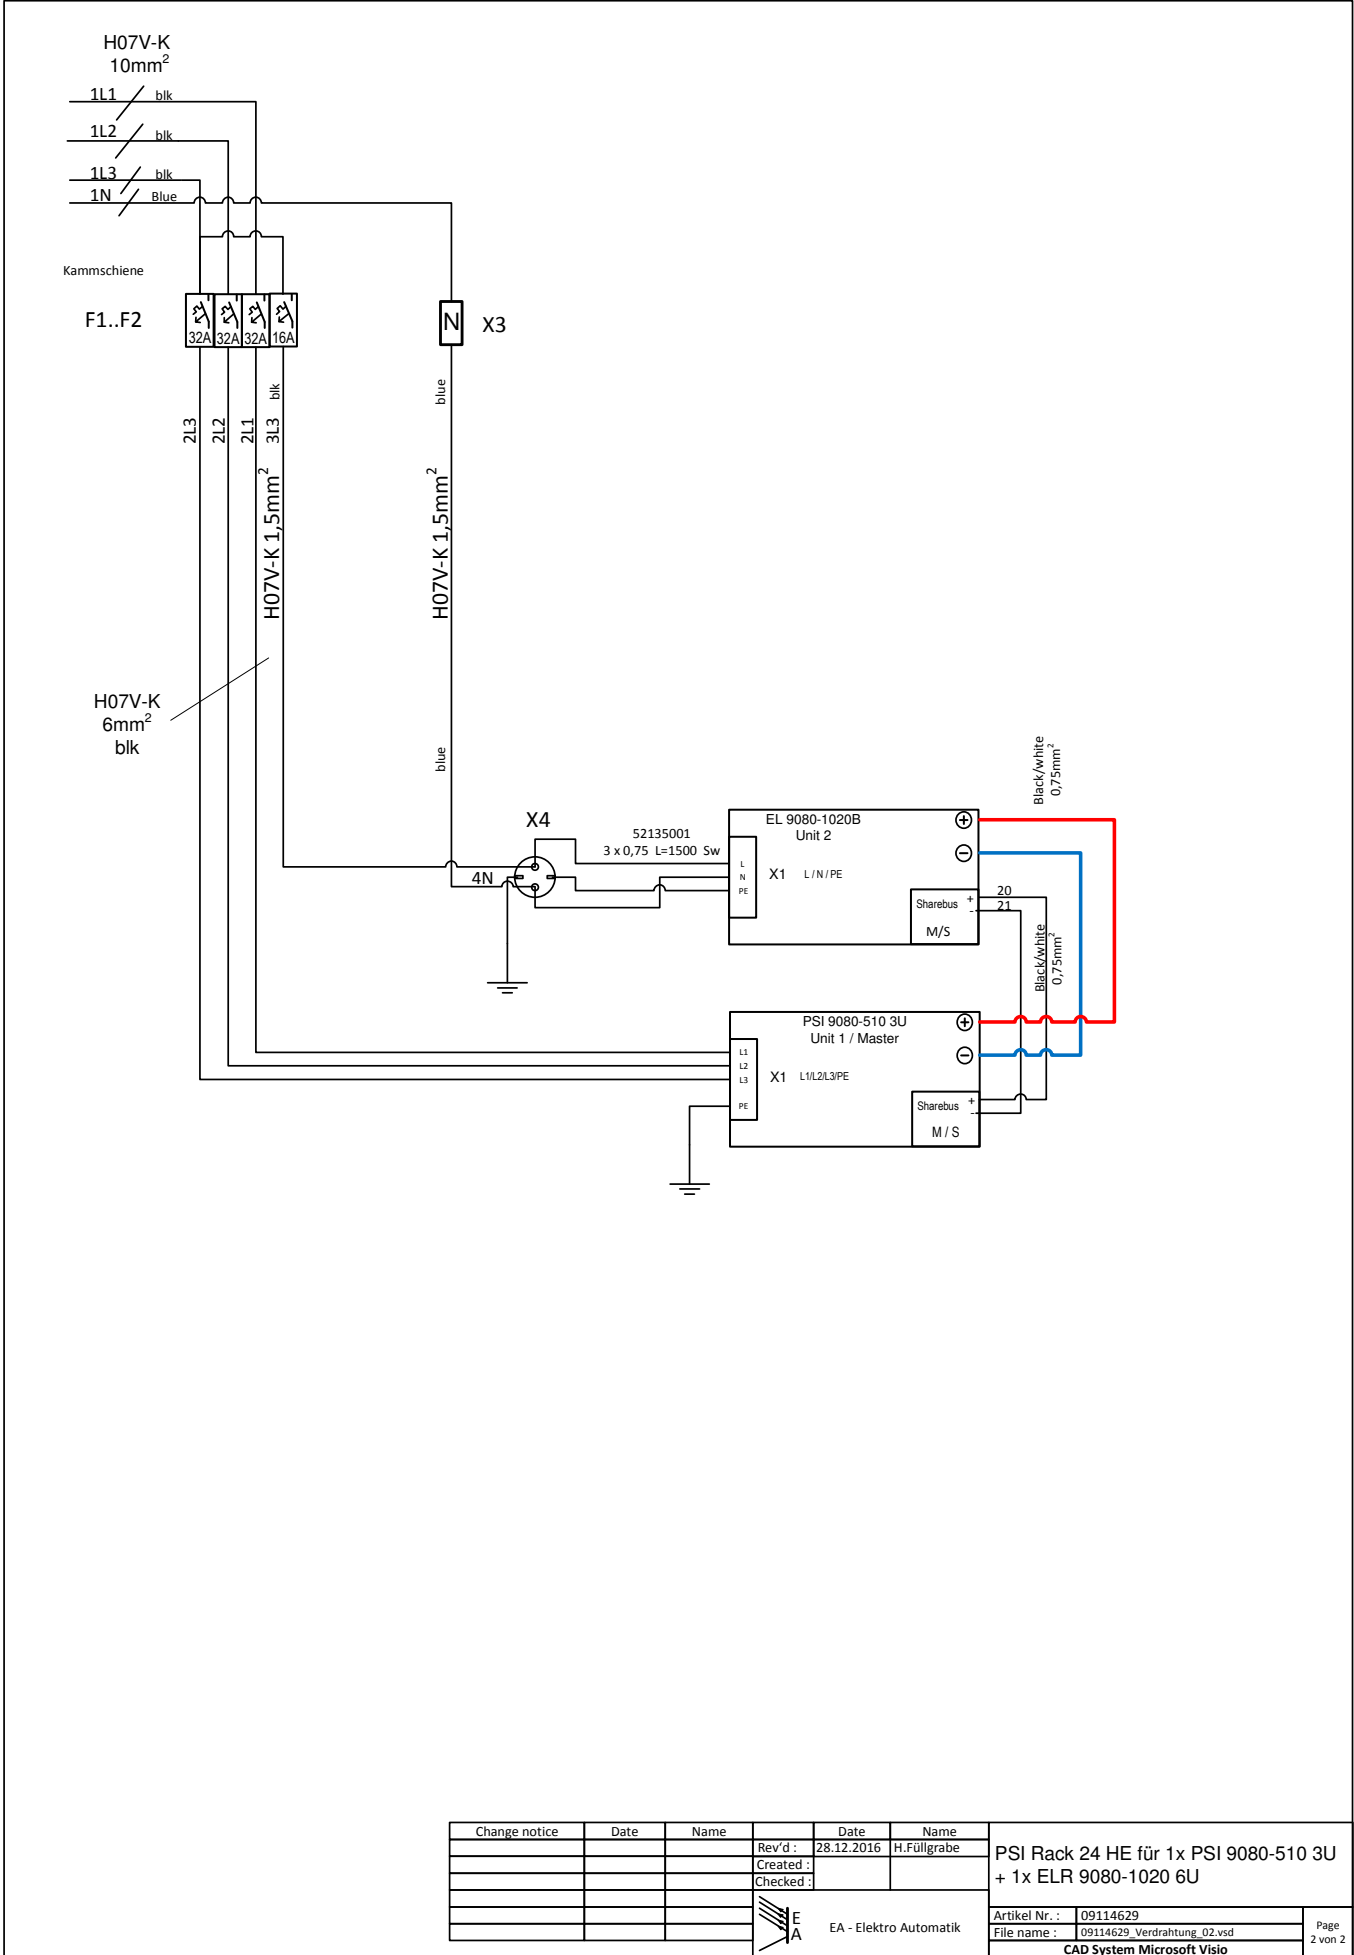 H07V-K
10mm²
1L1 blk
1L2 blk
1L3 blk
1N Blue
Kammschiene
F1..F2
32A 32A 32A 16A
N X3
2L3 2L2 2L1 3L3 blk
blue
H07V-K 1,5mm²
H07V-K 1,5mm²
H07V-K
6mm²
blk
blue
Black/white
0,75mm²
X4
4N
52135001
3 x 0,75 L=1500 Sw
EL 9080-1020B
Unit 2
+
-
L
N
PE
X1 L / N / PE
Sharebus +
-
M/S
20
21
Black/white
0,75mm²
PSI 9080-510 3U
Unit 1 / Master
+
-
L1
L2
L3
PE
X1 L1/L2/L3/PE
Sharebus +
-
M / S
Change notice Date Name Date Name
Rev'd : 28.12.2016 H.Füllgrabe
Created :
Checked :
PSI Rack 24 HE für 1x PSI 9080-510 3U
+ 1x ELR 9080-1020 6U
E
A
EA - Elektro Automatik
Artikel Nr. : 09114629
File name : 09114629_Verdrahtung_02.vsd
CAD System Microsoft Visio
Page
2 von 2